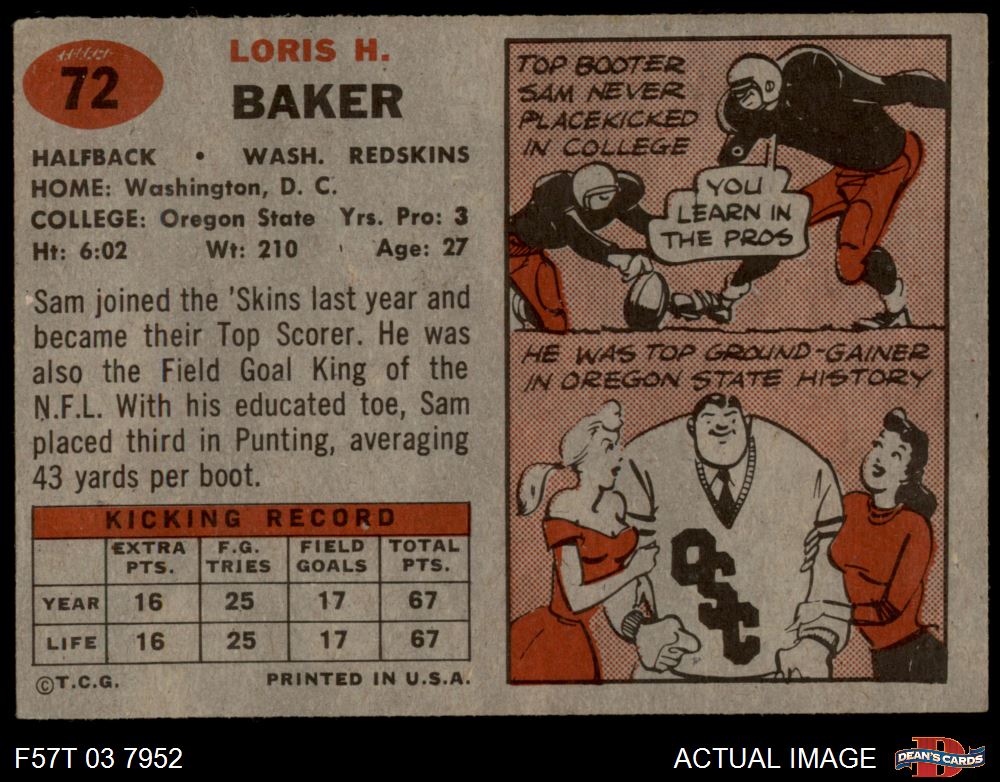 72
LORIS H.
BAKER
HALFBACK • WASH. REDSKINS
HOME: Washington, D. C.
COLLEGE: Oregon State Yrs. Pro: 3
Ht: 6:02 Wt: 210 Age: 27
Sam joined the 'Skins last year and
became their Top Scorer. He was
also the Field Goal King of the
N.F.L. With his educated toe, Sam
placed third in Punting, averaging
43 yards per boot.
KICKING RECORD
EXTRA PTS. F.G. TRIES FIELD GOALS TOTAL PTS.
YEAR 16 25 17 67
LIFE 16 25 17 67
©T.C.G. PRINTED IN U.S.A.
TOP BOOTER
SAM NEVER
PLACEKICKED
IN COLLEGE
YOU
LEARN IN
THE PROS
HE WAS TOP GROUND-GAINER
IN OREGON STATE HISTORY
OSC
F57T 03 7952
ACTUAL IMAGE
D
DEAN'S CARDS